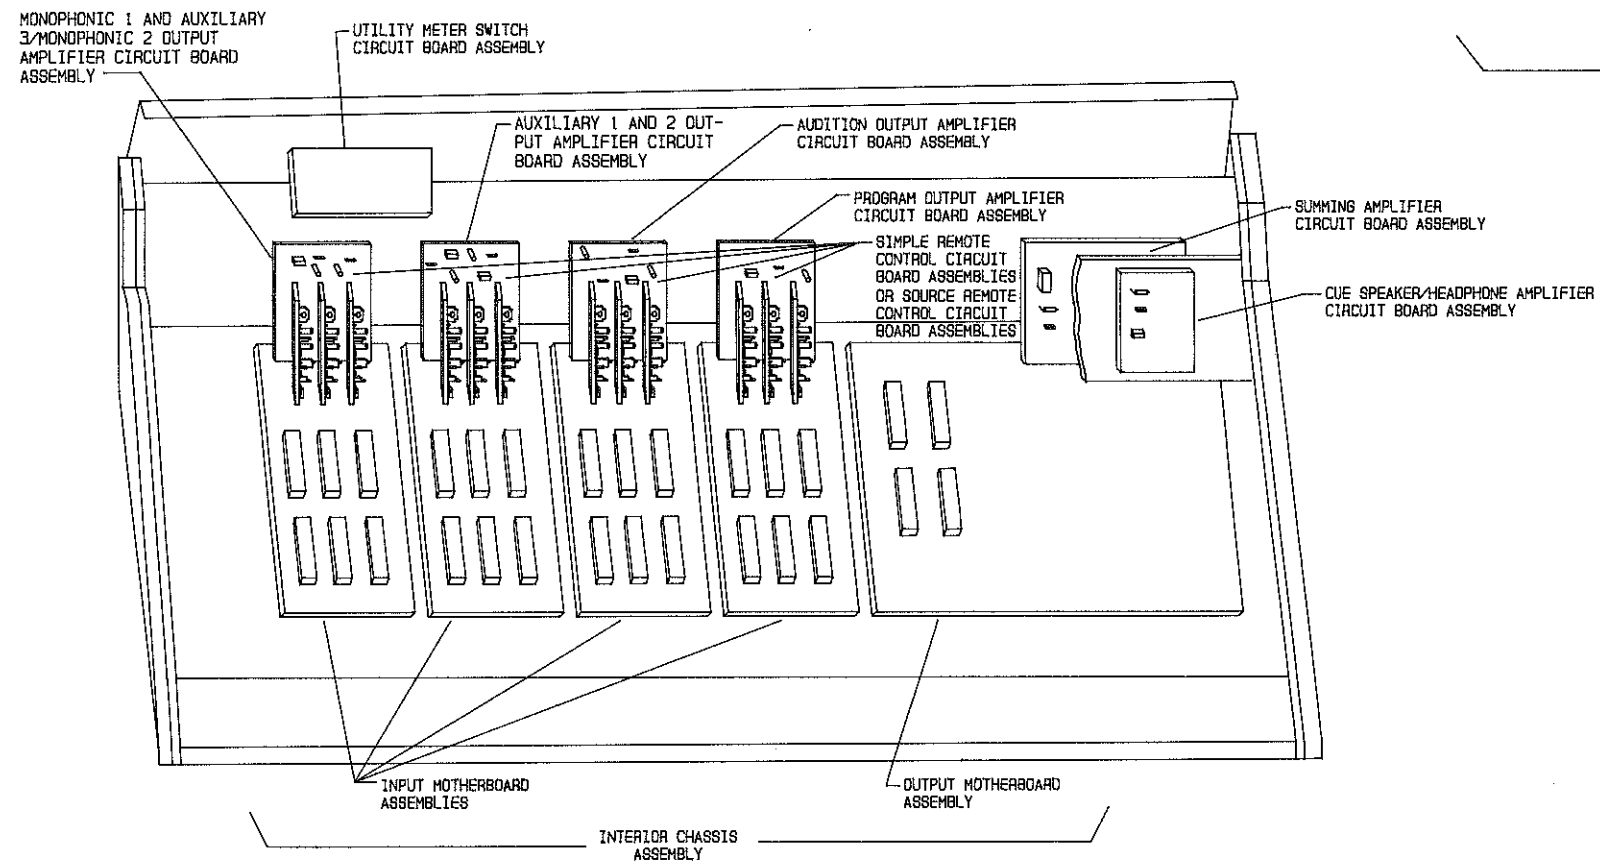 MONOPHONIC 1 AND AUXILIARY
3/MONOPHONIC 2 OUTPUT
AMPLIFIER CIRCUIT BOARD
ASSEMBLY
UTILITY METER SWITCH
CIRCUIT BOARD ASSEMBLY
AUXILIARY 1 AND 2 OUT-
PUT AMPLIFIER CIRCUIT
BOARD ASSEMBLY
AUDITION OUTPUT AMPLIFIER
CIRCUIT BOARD ASSEMBLY
PROGRAM OUTPUT AMPLIFIER
CIRCUIT BOARD ASSEMBLY
SIMPLE REMOTE
CONTROL CIRCUIT
BOARD ASSEMBLIES
OR SOURCE REMOTE
CONTROL CIRCUIT
BOARD ASSEMBLIES
SUMMING AMPLIFIER
CIRCUIT BOARD ASSEMBLY
CUE SPEAKER/HEADPHONE AMPLIFIER
CIRCUIT BOARD ASSEMBLY
INPUT MOTHERBOARD
ASSEMBLIES
OUTPUT MOTHERBOARD
ASSEMBLY
INTERIOR CHASSIS
ASSEMBLY